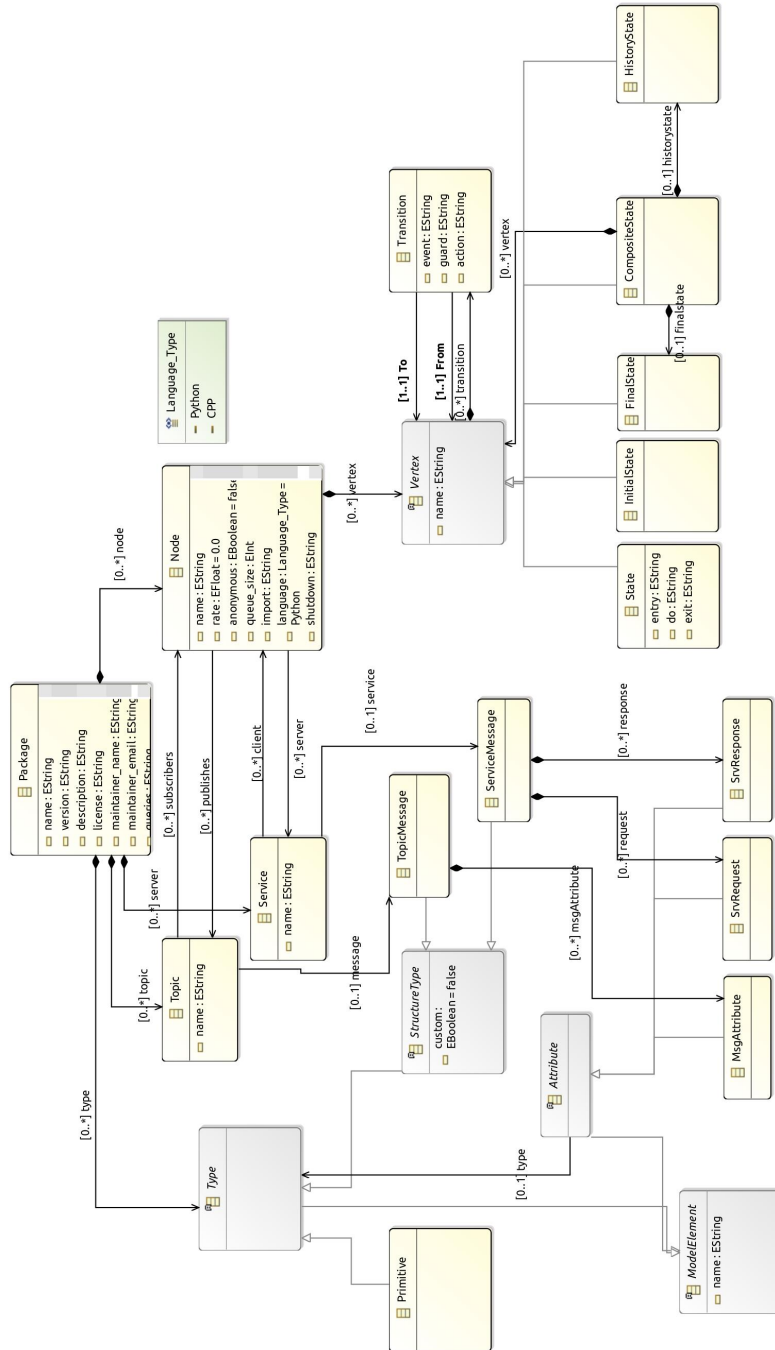 Package
name : EString
version : EString
description : EString
license : EString
maintainer_name : EString
maintainer_email : EString
queries : EString
[0..*] node
[0..*] type
[0..*] topic
[0..*] server
Language_Type
Python
CPP
Node
name : EString
rate : EFloat = 0.0
anonymous : EBoolean = false
queue_size : EInt
import : EString
language : Language_Type =
Python
shutdown : EString
[0..*] subscribers
[0..*] publishes
[0..*] client
[0..*] server
[0..*] vertex
Topic
name : EString
Service
name : EString
[0..1] message
[0..1] service
Type
Primitive
StructureType
custom :
EBoolean = false
TopicMessage
ServiceMessage
Transition
event : EString
guard : EString
action : EString
[1..1] To
[1..1] From
[0..*] transition
Vertex
name : EString
[0..*] vertex
[0..1] type
Attribute
[0..*] msgAttribute
[0..*] request
[0..*] response
ModelElement
name : EString
MsgAttribute
SrvRequest
SrvResponse
State
entry : EString
do : EString
exit : EString
InitialState
FinalState
CompositeState
HistoryState
[0..1] finalstate
[0..1] historystate